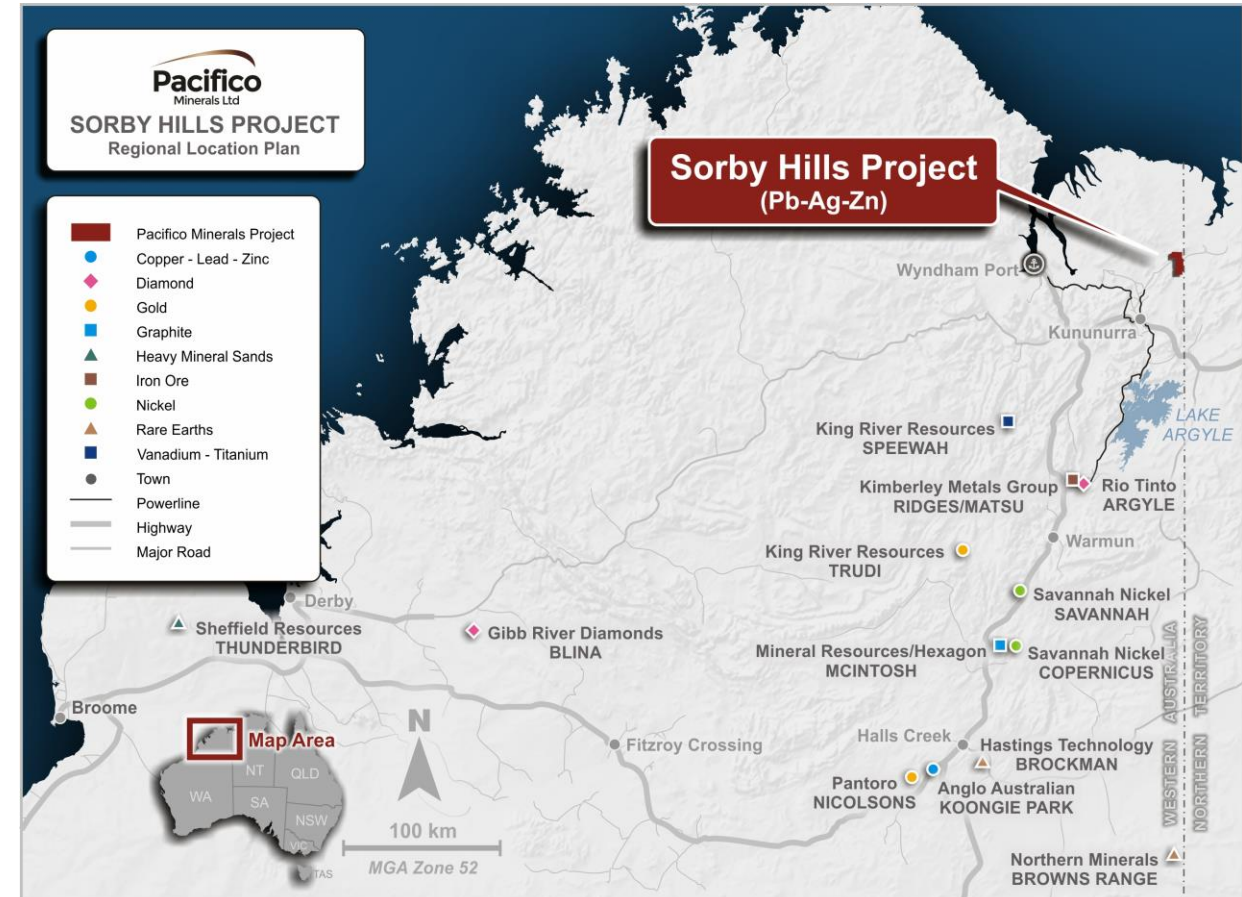 Pacifico
Minerals Ltd
SORBY HILLS PROJECT
Regional Location Plan
Pacifico Minerals Project
Copper - Lead - Zinc
Diamond
Gold
Graphite
Heavy Mineral Sands
Iron Ore
Nickel
Rare Earths
Vanadium - Titanium
Town
Powerline
Highway
Major Road
Sorby Hills Project
(Pb-Ag-Zn)
Wyndham Port
Kununurra
LAKE
ARGYLE
King River Resources
SPEEWAH
Kimberley Metals Group
RIDGES/MATSU
Rio Tinto
ARGYLE
Warmun
King River Resources
TRUDI
Derby
Savannah Nickel
SAVANNAH
Sheffield Resources
THUNDERBIRD
Gibb River Diamonds
BLINA
Mineral Resources/Hexagon
MCINTOSH
Savannah Nickel
COPERNICUS
WESTERN AUSTRALIA
NORTHERN TERRITORY
Broome
Map Area
N
Fitzroy Crossing
Halls Creek
Hastings Technology
BROCKMAN
Pantoro
NICOLSONS
Anglo Australian
KOONGIE PARK
WA
NT
QLD
SA
NSW
VIC
TAS
100 km
MGA Zone 52
Northern Minerals
BROWNS RANGE